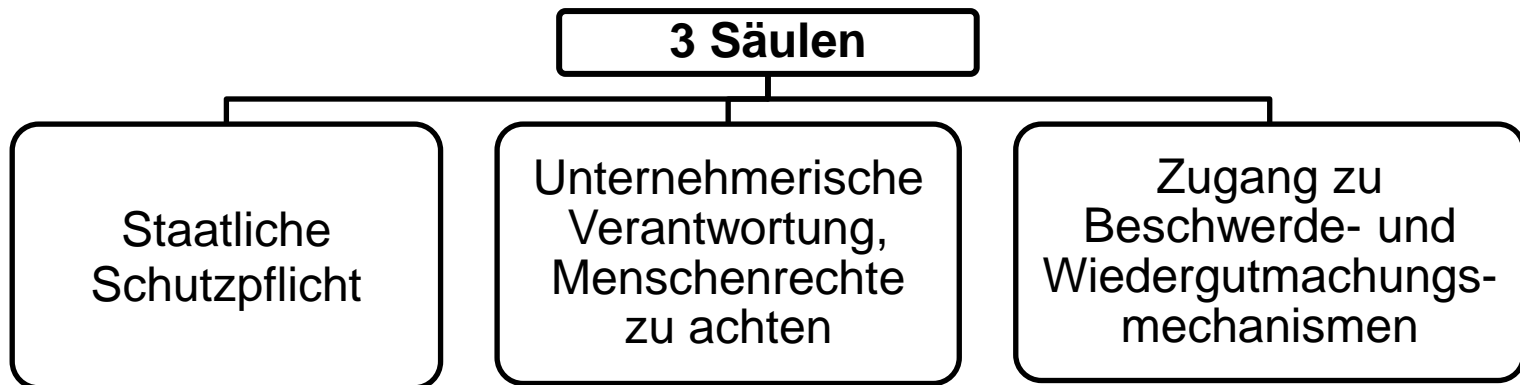 3 Säulen
Staatliche
Schutzpflicht
Unternehmerische
Verantwortung,
Menschenrechte
zu achten
Zugang zu
Beschwerde- und
Wiedergutmachungs-
mechanismen